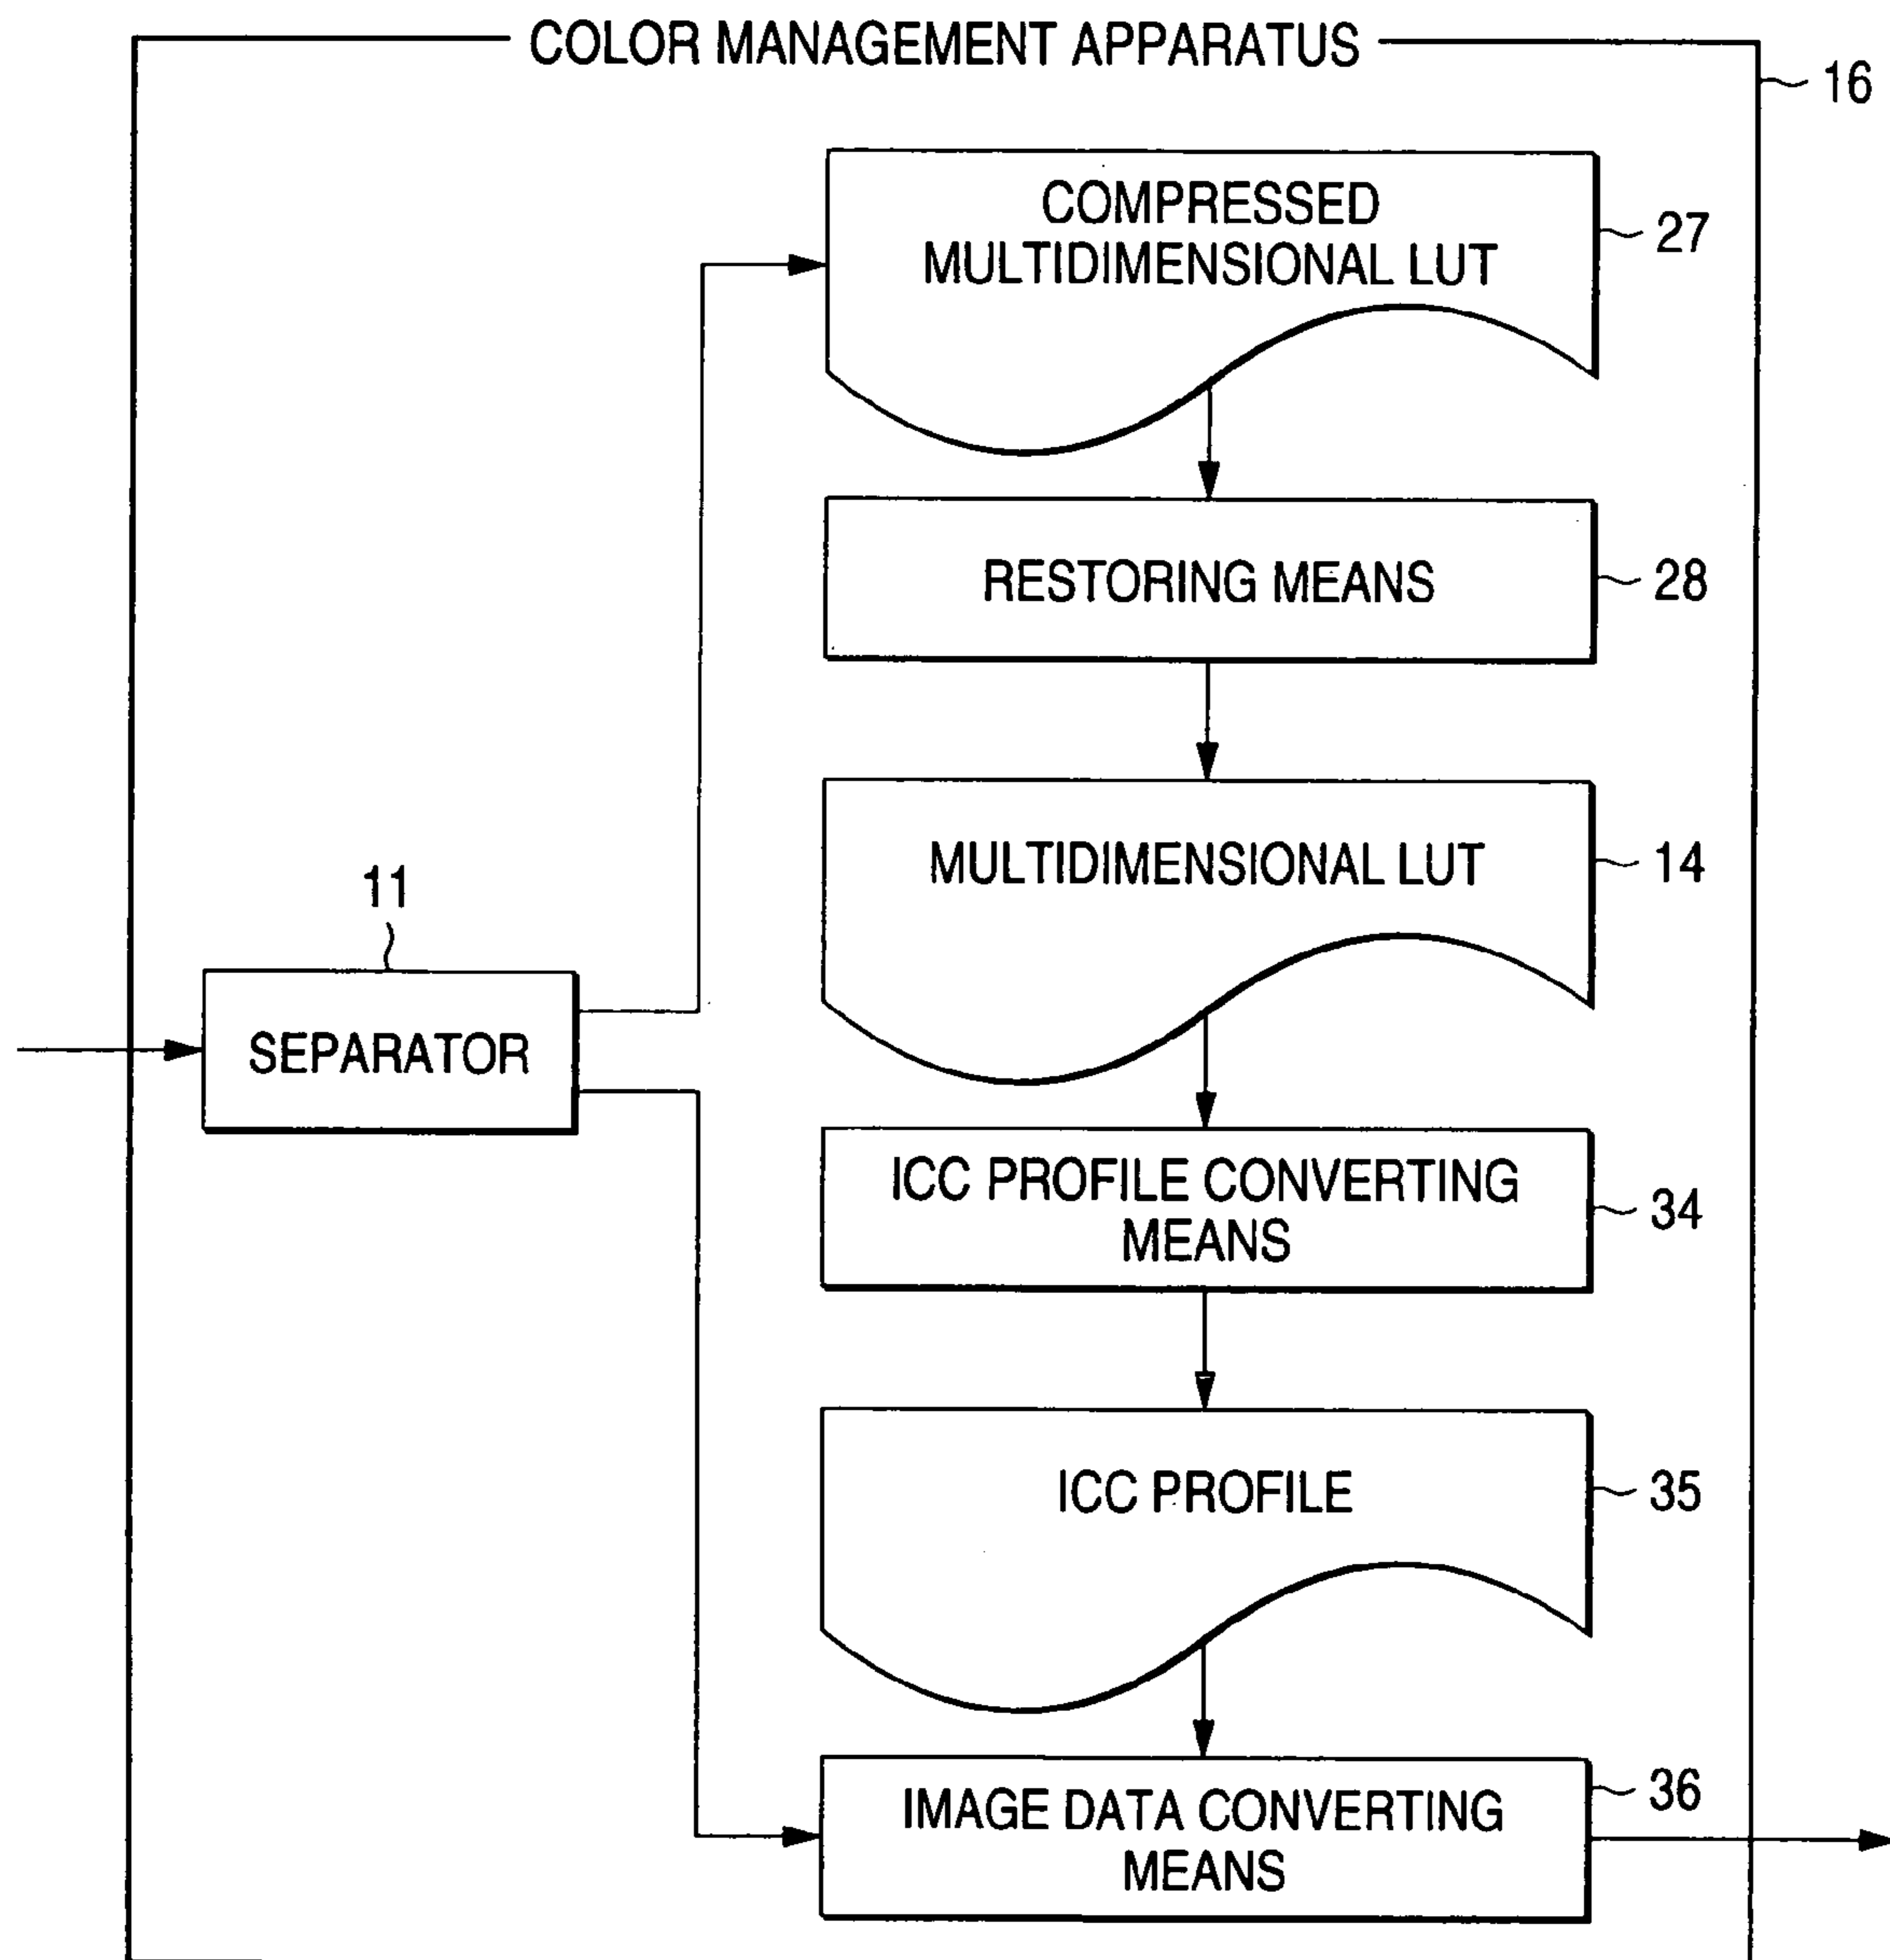 COLOR MANAGEMENT APPARATUS
16
COMPRESSED
MULTIDIMENSIONAL LUT
27
RESTORING MEANS
28
MULTIDIMENSIONAL LUT
14
11
SEPARATOR
ICC PROFILE CONVERTING
MEANS
34
ICC PROFILE
35
IMAGE DATA CONVERTING
MEANS
36